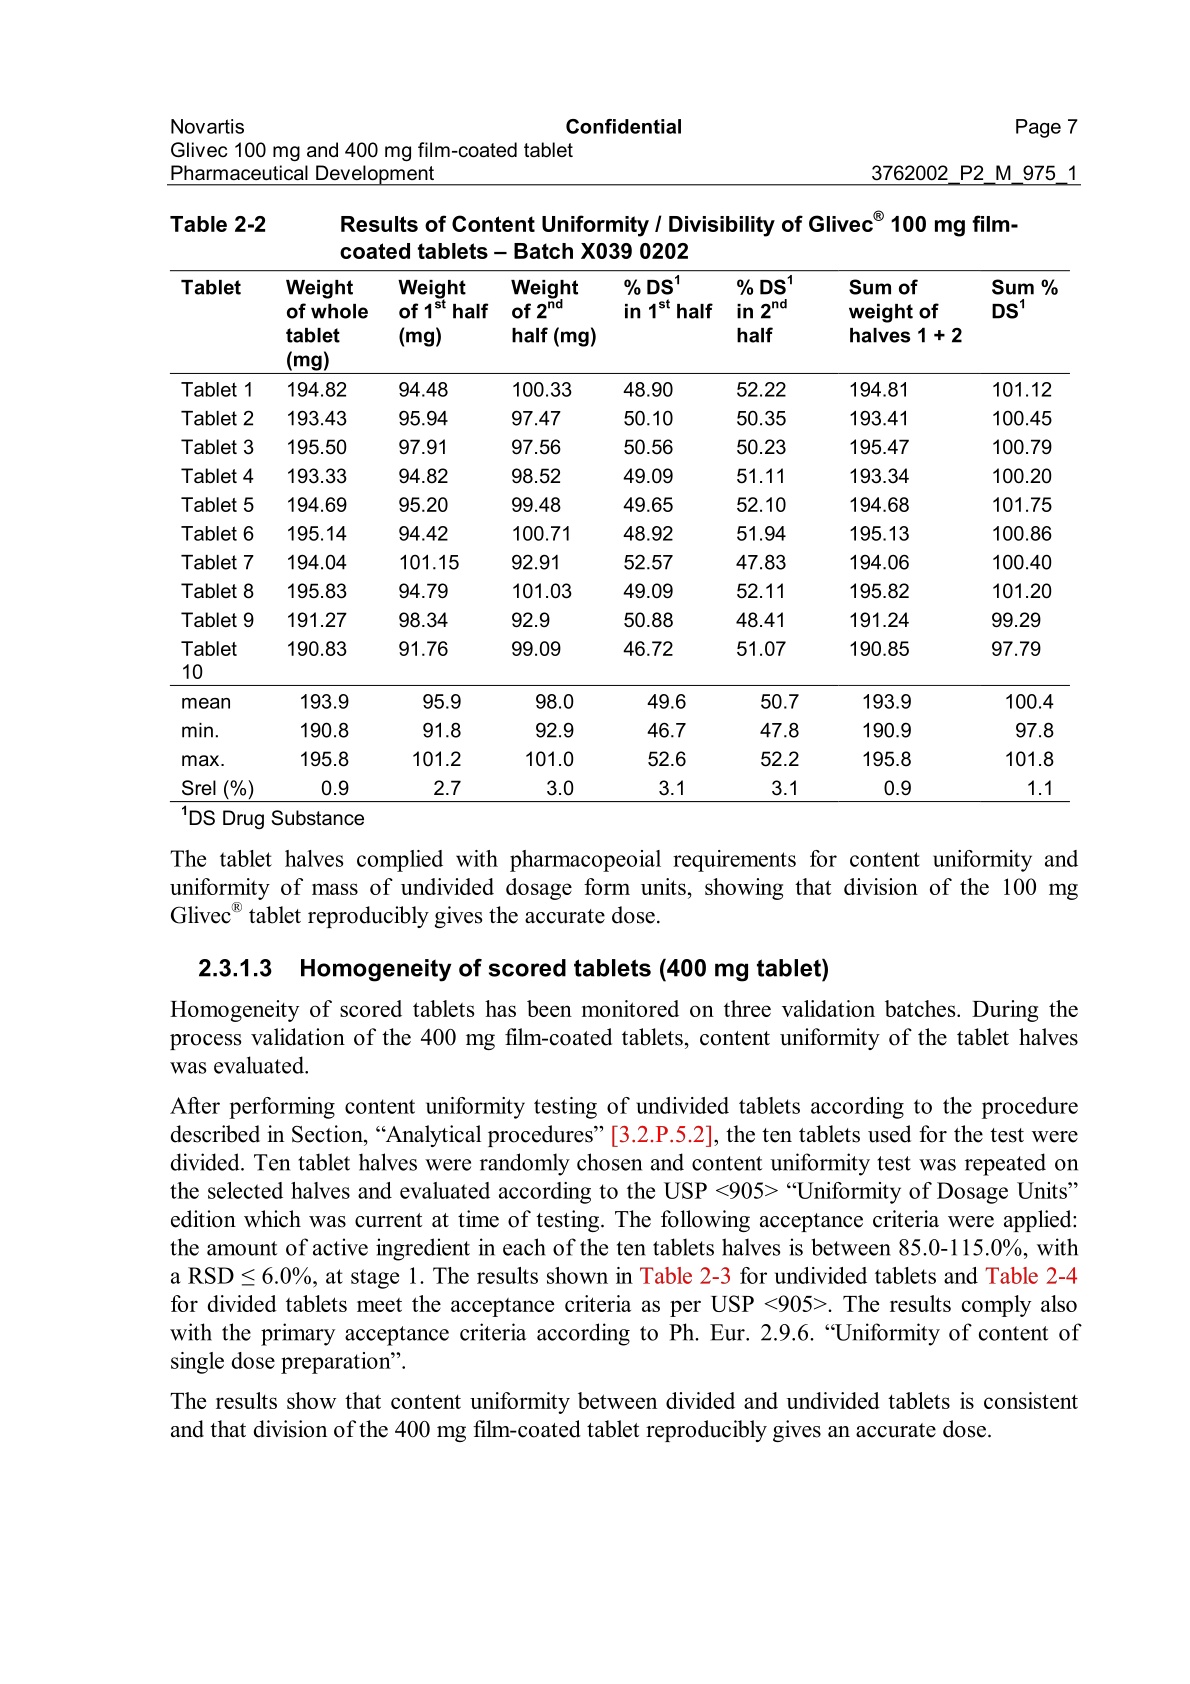 Novartis Confidential Page 7
Glivec 100 mg and 400 mg film-coated tablet
Pharmaceutical Development 3762002_P2_M_975_1
Table 2-2 Results of Content Uniformity / Divisibility of Glivec® 100 mg film-
coated tablets – Batch X039 0202
Tablet Weight Weight Weight % DS¹ % DS¹ Sum of Sum %
of whole of 1st half of 2nd in 1st half in 2nd weight of DS¹
tablet (mg) half (mg) half halves 1 + 2
(mg)
Tablet 1 194.82 94.48 100.33 48.90 52.22 194.81 101.12
Tablet 2 193.43 95.94 97.47 50.10 50.35 193.41 100.45
Tablet 3 195.50 97.91 97.56 50.56 50.23 195.47 100.79
Tablet 4 193.33 94.82 98.52 49.09 51.11 193.34 100.20
Tablet 5 194.69 95.20 99.48 49.65 52.10 194.68 101.75
Tablet 6 195.14 94.42 100.71 48.92 51.94 195.13 100.86
Tablet 7 194.04 101.15 92.91 52.57 47.83 194.06 100.40
Tablet 8 195.83 94.79 101.03 49.09 52.11 195.82 101.20
Tablet 9 191.27 98.34 92.9 50.88 48.41 191.24 99.29
Tablet 190.83 91.76 99.09 46.72 51.07 190.85 97.79
10
mean 193.9 95.9 98.0 49.6 50.7 193.9 100.4
min. 190.8 91.8 92.9 46.7 47.8 190.9 97.8
max. 195.8 101.2 101.0 52.6 52.2 195.8 101.8
Srel (%) 0.9 2.7 3.0 3.1 3.1 0.9 1.1
¹DS Drug Substance
The tablet halves complied with pharmacopoeial requirements for content uniformity and
uniformity of mass of undivided dosage form units, showing that division of the 100 mg
Glivec® tablet reproducibly gives the accurate dose.
2.3.1.3 Homogeneity of scored tablets (400 mg tablet)
Homogeneity of scored tablets has been monitored on three validation batches. During the
process validation of the 400 mg film-coated tablets, content uniformity of the tablet halves
was evaluated.
After performing content uniformity testing of undivided tablets according to the procedure
described in Section, “Analytical procedures” [3.2.P.5.2], the ten tablets used for the test were
divided. Ten tablet halves were randomly chosen and content uniformity test was repeated on
the selected halves and evaluated according to the USP <905> “Uniformity of Dosage Units”
edition which was current at time of testing. The following acceptance criteria were applied:
the amount of active ingredient in each of the ten tablets halves is between 85.0-115.0%, with
a RSD ≤ 6.0%, at stage 1. The results shown in Table 2-3 for undivided tablets and Table 2-4
for divided tablets meet the acceptance criteria as per USP <905>. The results comply also
with the primary acceptance criteria according to Ph. Eur. 2.9.6. “Uniformity of content of
single dose preparation”.
The results show that content uniformity between divided and undivided tablets is consistent
and that division of the 400 mg film-coated tablet reproducibly gives an accurate dose.